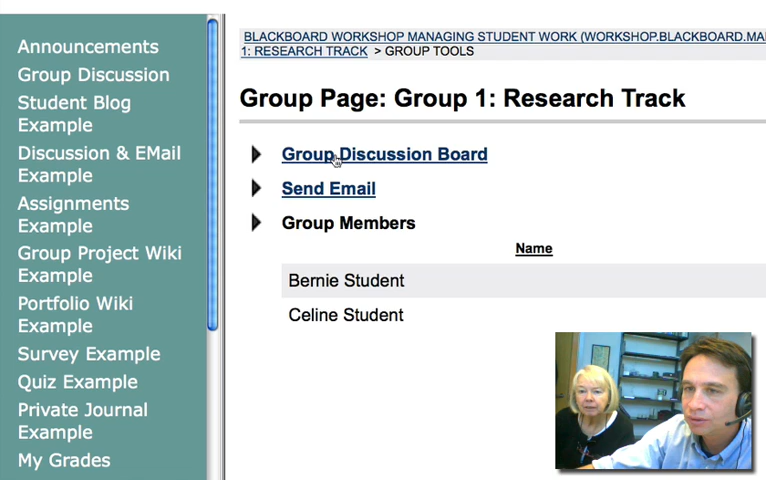 Announcements
Group Discussion
Student Blog
Example
Discussion & EMail
Example
Assignments
Example
Group Project Wiki
Example
Portfolio Wiki
Example
Survey Example
Quiz Example
Private Journal
Example
My Grades
BLACKBOARD WORKSHOP MANAGING STUDENT WORK (WORKSHOP.BLACKBOARD.MA
1: RESEARCH TRACK > GROUP TOOLS
Group Page: Group 1: Research Track
Group Discussion Board
Send Email
Group Members
Name
Bernie Student
Celine Student